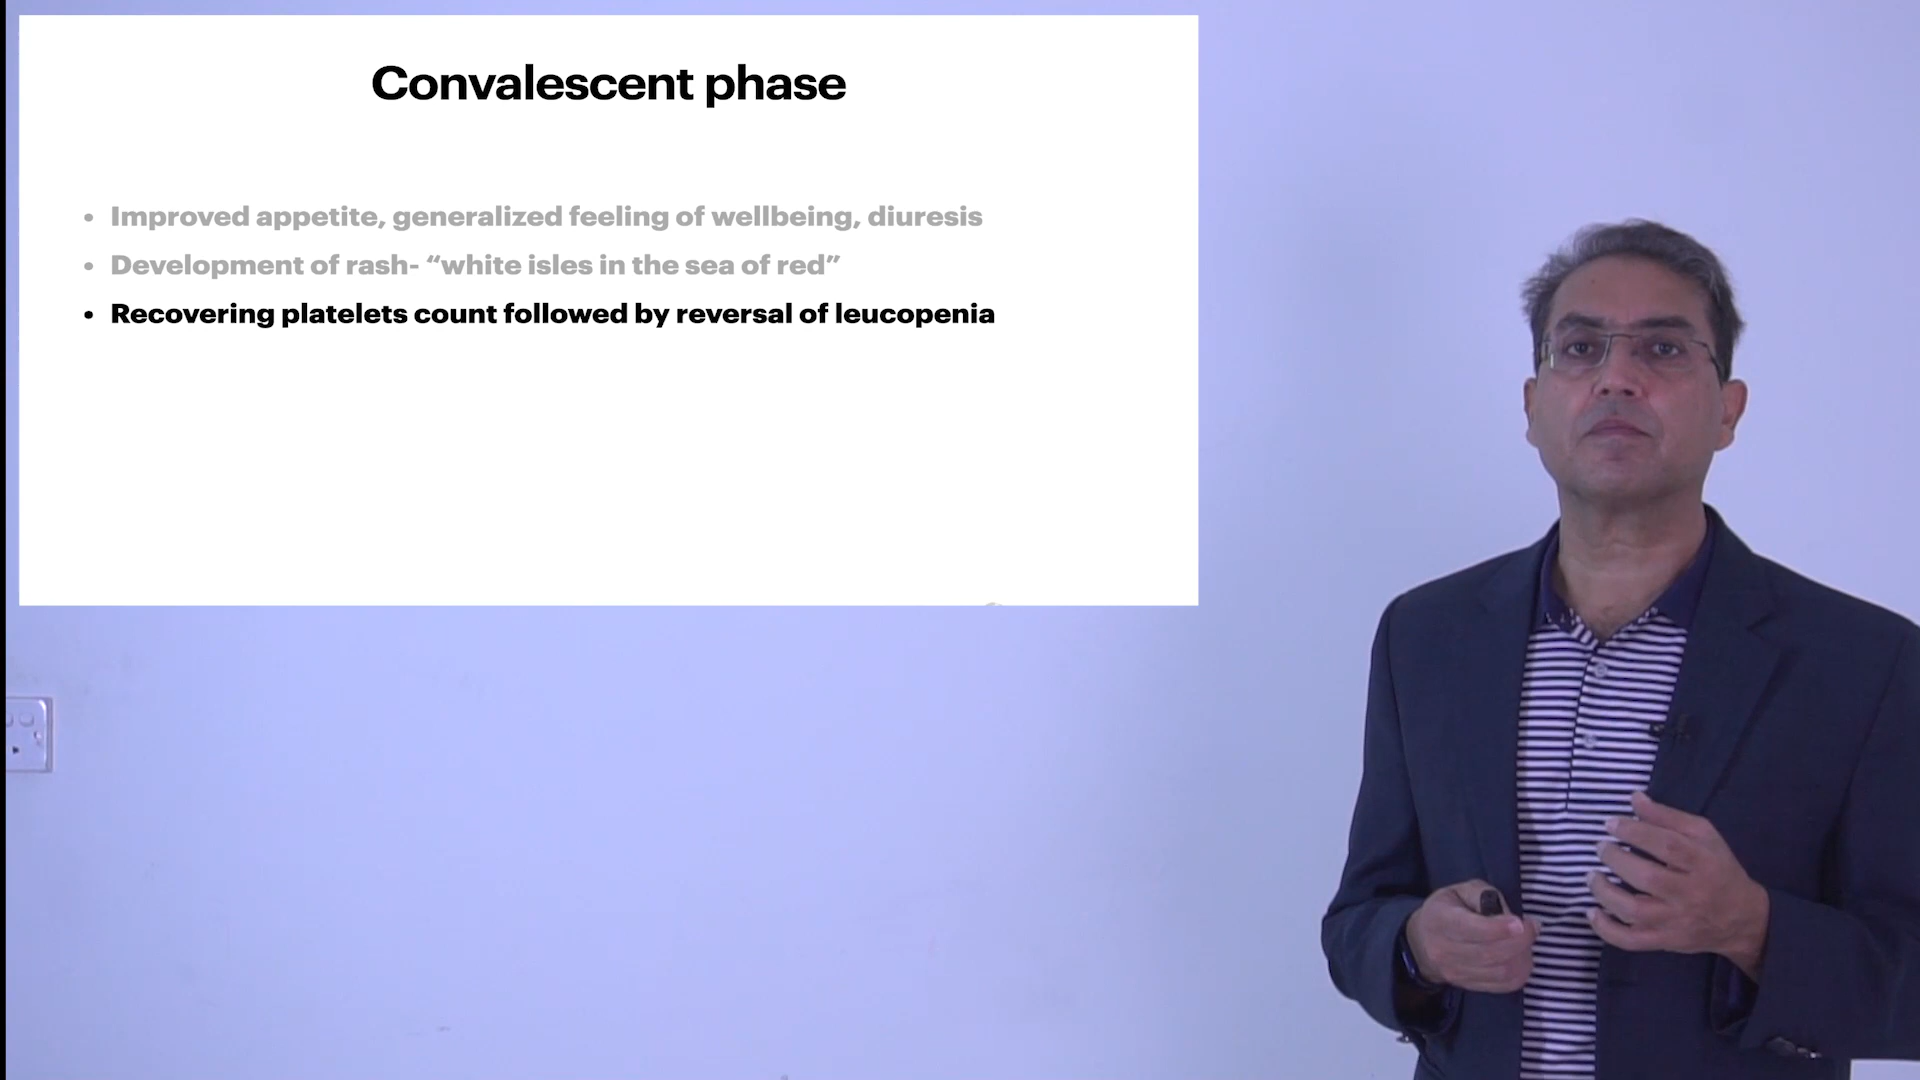 Convalescent phase
• Improved appetite, generalized feeling of wellbeing, diuresis
• Development of rash- “white isles in the sea of red”
• Recovering platelets count followed by reversal of leucopenia